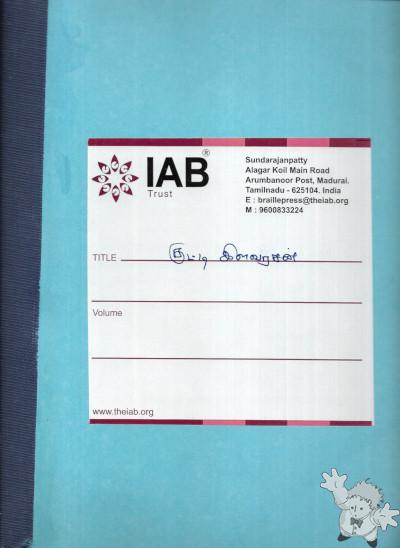 IAB®
Trust
Sundarajanpatty
Alagar Koil Main Road
Arumbanoor Post, Madurai.
Tamilnadu - 625104. India
E : braillepress@theiab.org
M : 9600833224
TITLE குட்டி இளவரசன்
Volume
www.theiab.org